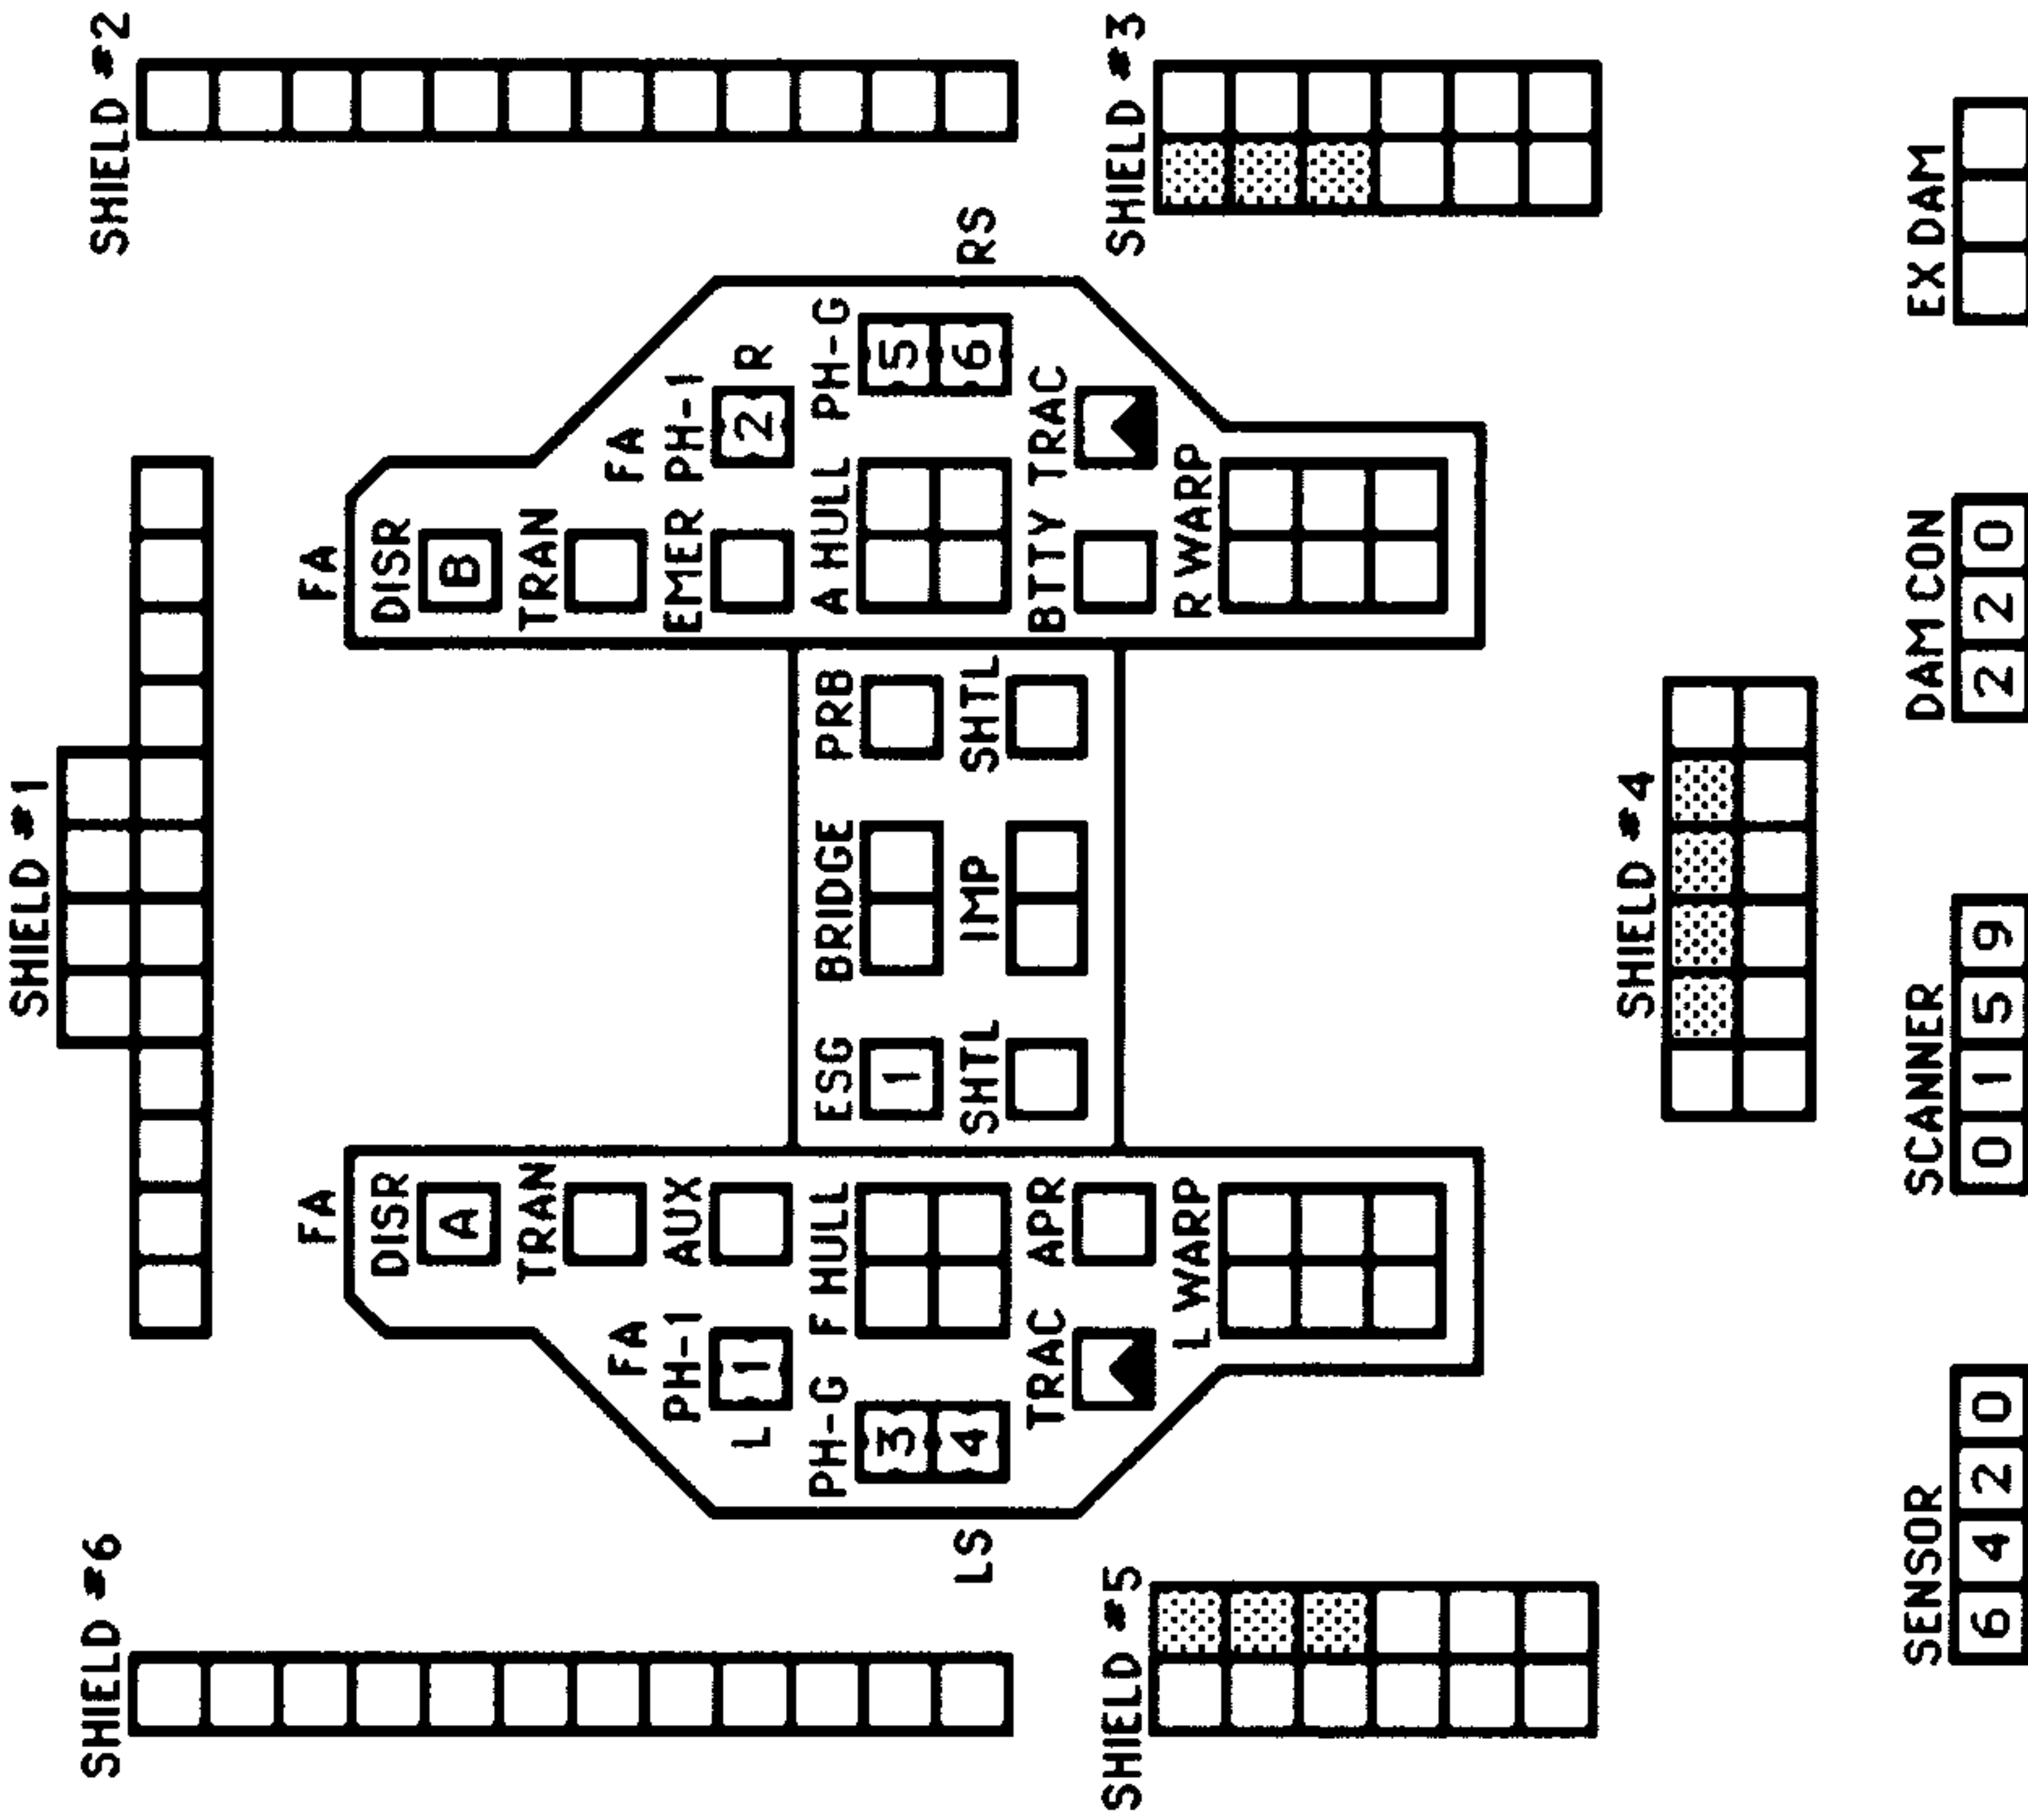 SHIELD #1
SHIELD #6
SHIELD #2
FA
FA
DISR
DISR
A
B
TRAN
TRAN
FA
FA
PH-1 AUX
EMER PH-1
L 1
2 R
PH-G F HULL
ESG BRIDGE PRB
A HULL PH-G
3
1
5
4
6
LS
SHTL IMP SHTL
RS
TRAC APR
BTTY TRAC
L WARP
R WARP
SHIELD #5
SHIELD #3
SHIELD #4
SENSOR SCANNER DAM CON EX DAM
6 4 2 0
0 1 5 9
2 2 0